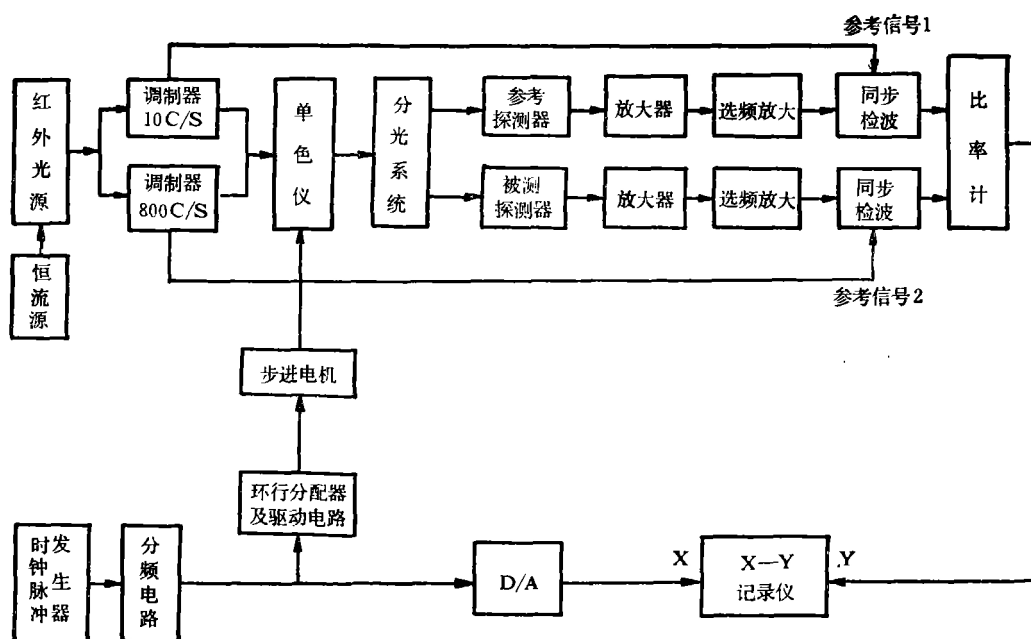 参考信号1
红外光源
调制器
10C/S
调制器
800C/S
单色仪
分光系统
参考
探测器
放大器
选频放大
同步
检波
被测
探测器
放大器
选频放大
同步
检波
比率计
参考信号2
恒流源
步进电机
环行分配器
及驱动电路
时钟脉冲
发生器
分频电路
D/A
X
X—Y
记录仪
Y